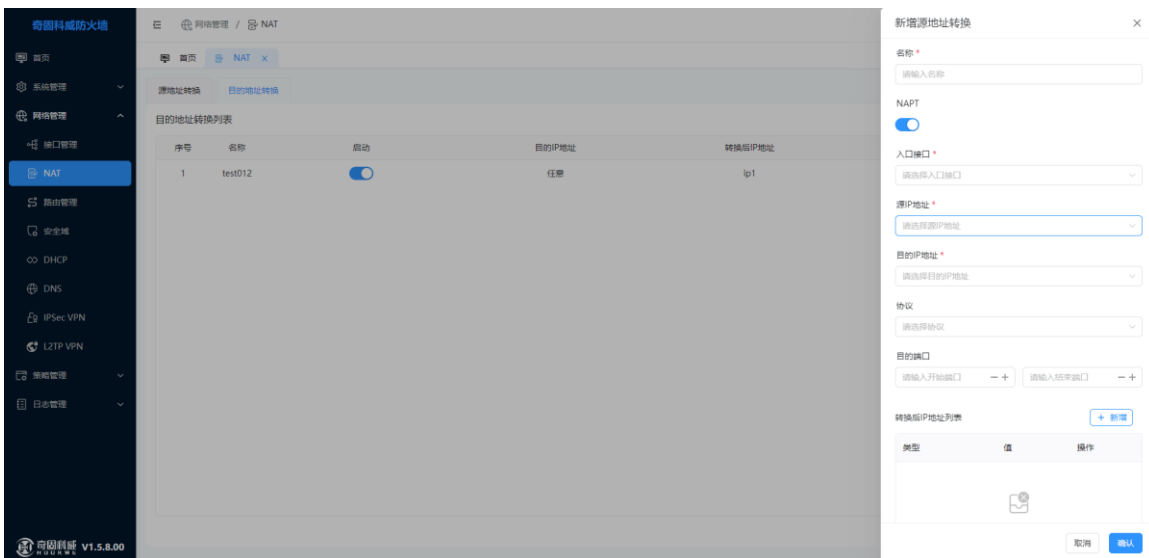 奇固科威防火墙
网络管理 / NAT
新增源地址转换
首页
系统管理
网络管理
接口管理
NAT
路由管理
安全域
DHCP
DNS
IPSec VPN
L2TP VPN
策略管理
日志管理
奇固科威 V1.5.8.00
HUURWE
首页 NAT
源地址转换 目的地址转换
目的地址转换列表
序号 名称 启动 目的IP地址 转换后IP地址
1 test012 任意 ip1
名称 *
请输入名称
NAPT
入口接口 *
请选择入口接口
源IP地址 *
请选择源IP地址
目的IP地址 *
请选择目的IP地址
协议
请选择协议
目的端口
请输入开始端口 请输入结束端口
转换后IP地址列表 + 新增
类型 值 操作
取消 确认